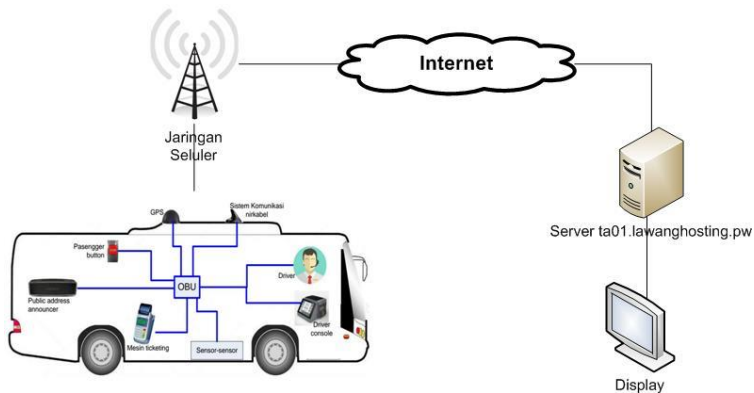 Internet
Jaringan
Seluler
Server ta01.lawanghosting.pw
Display
GPS
Sistem Komunikasi
nirkabel
Pasengger
button
OBU
Driver
Public address
announcer
Mesin ticketing
Sensor-sensor
Driver
console